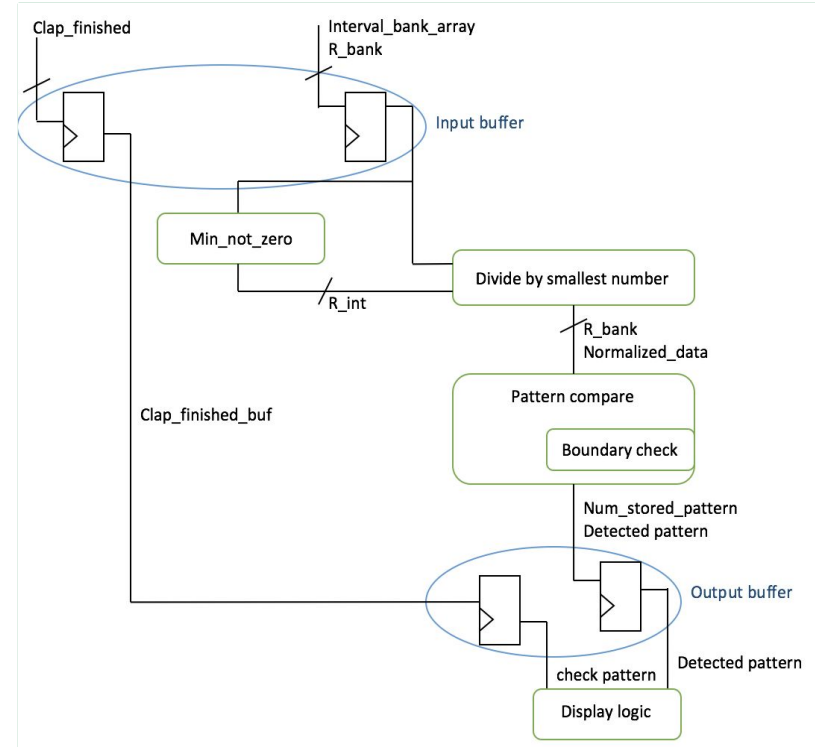 Clap_finished
Interval_bank_array
R_bank
Input buffer
Min_not_zero
R_int
Divide by smallest number
R_bank
Normalized_data
Pattern compare
Clap_finished_buf
Boundary check
Num_stored_pattern
Detected pattern
Output buffer
check pattern
Detected pattern
Display logic